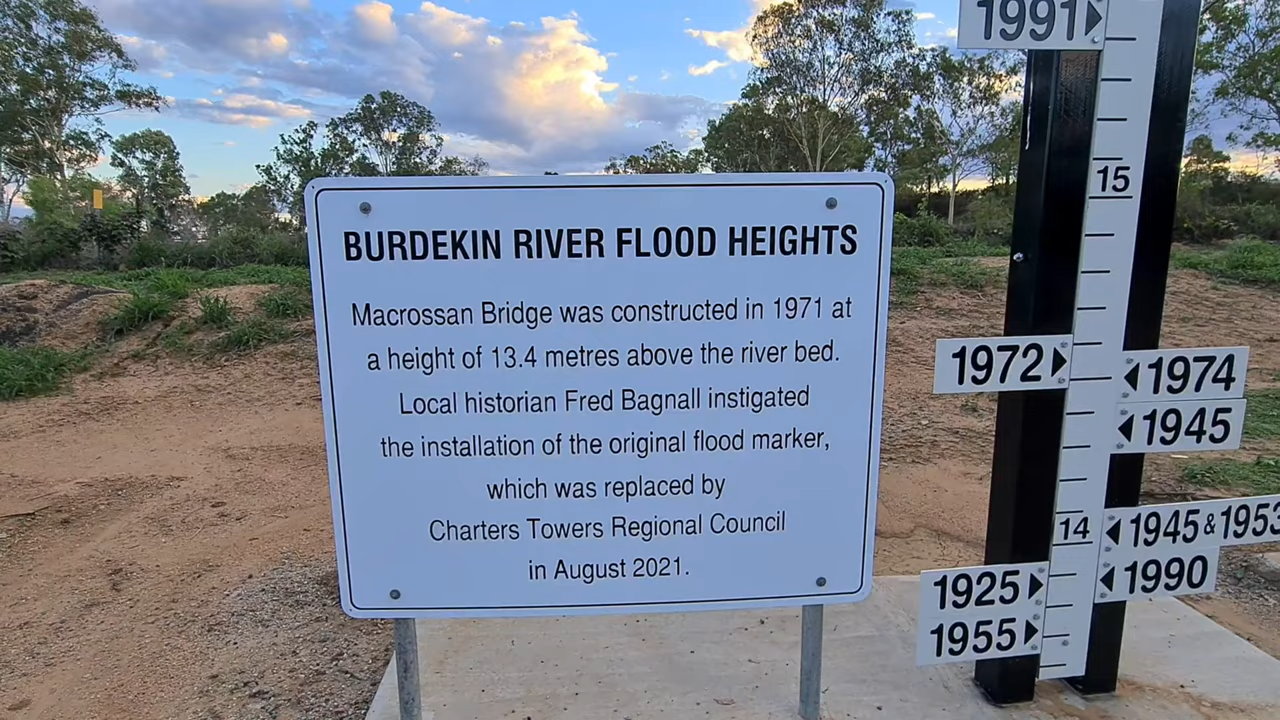 BURDEKIN RIVER FLOOD HEIGHTS
Macrossan Bridge was constructed in 1971 at
a height of 13.4 metres above the river bed.
Local historian Fred Bagnall instigated
the installation of the original flood marker,
which was replaced by
Charters Towers Regional Council
in August 2021.
1991
15
1972
1974
1945
14
1945 & 1953
1990
1925
1955